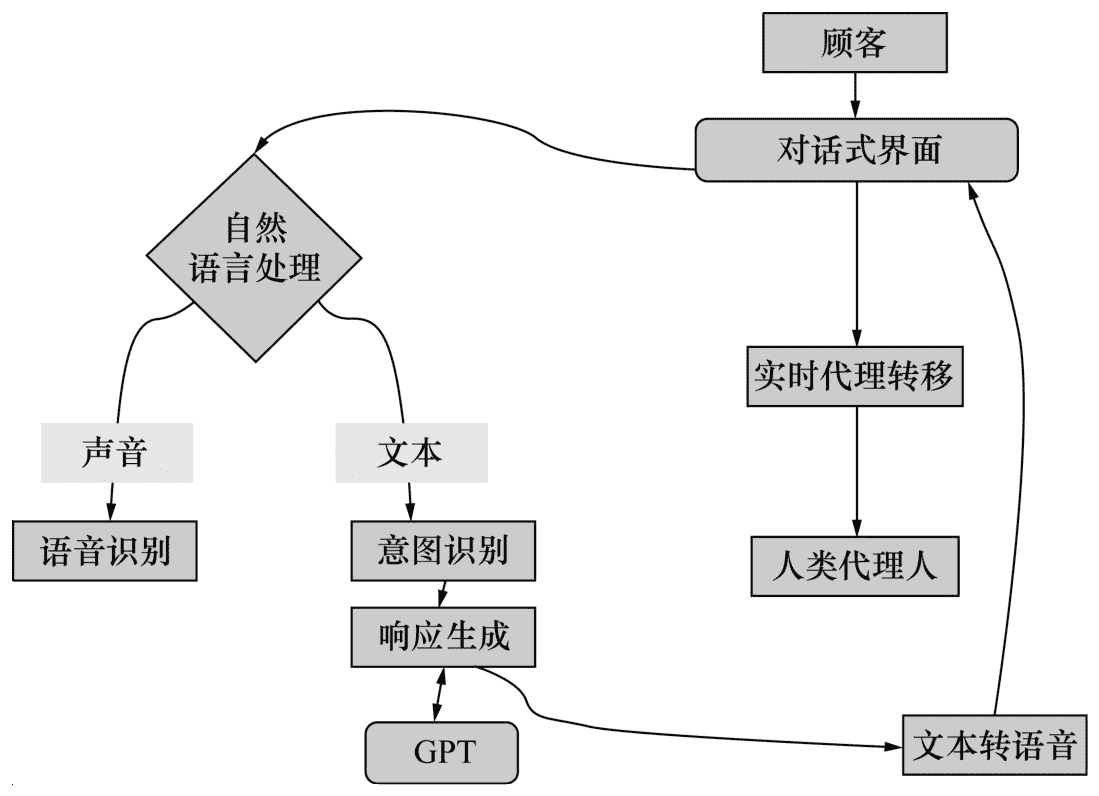 顾客
对话式界面
自然
语言处理
实时代理转移
声音
文本
语音识别
意图识别
人类代理人
响应生成
GPT
文本转语音